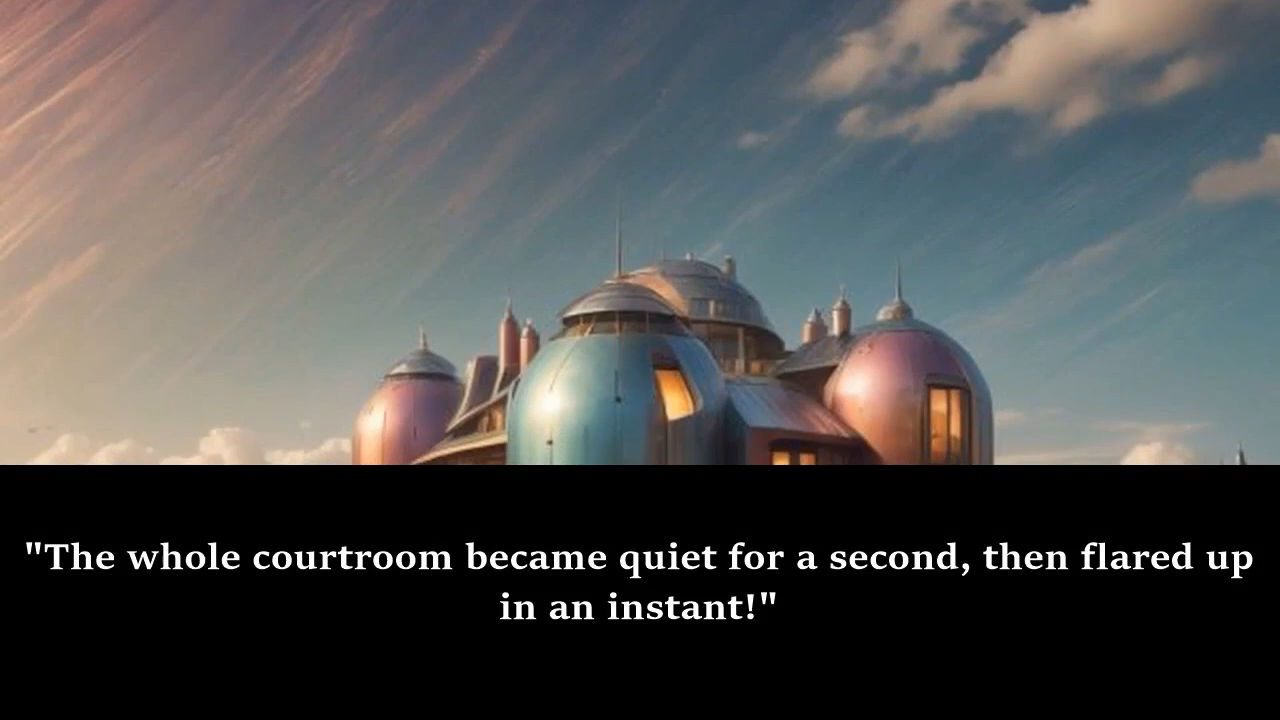 "The whole courtroom became quiet for a second, then flared up
in an instant!"